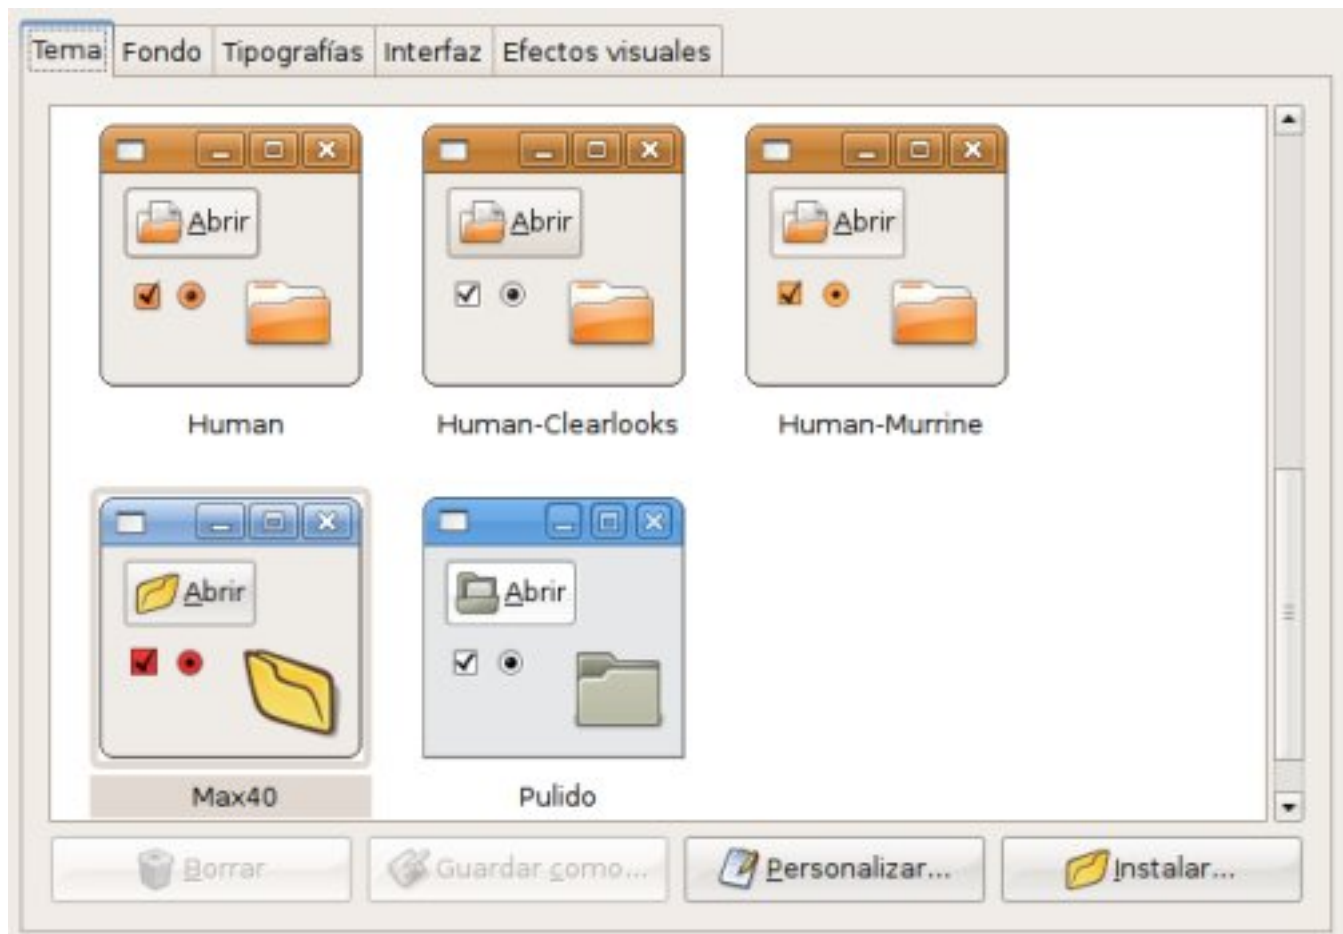 Tema Fondo Tipografías Interfaz Efectos visuales
Abrir Abrir Abrir
Human Human-Clearlooks Human-Murrine
Abrir Abrir
Max40 Pulido
Borrar Guardar como... Personalizar... Instalar...